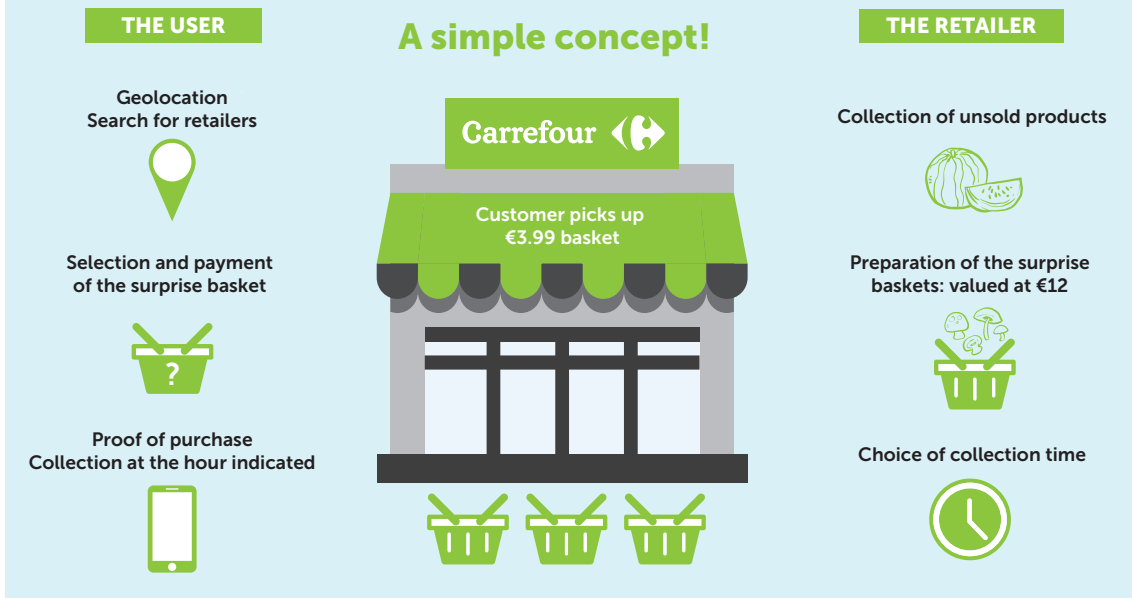 THE USER
Geolocation
Search for retailers
Selection and payment
of the surprise basket
?
Proof of purchase
Collection at the hour indicated
A simple concept!
Carrefour
Customer picks up
€3.99 basket
THE RETAILER
Collection of unsold products
Preparation of the surprise
baskets: valued at €12
Choice of collection time